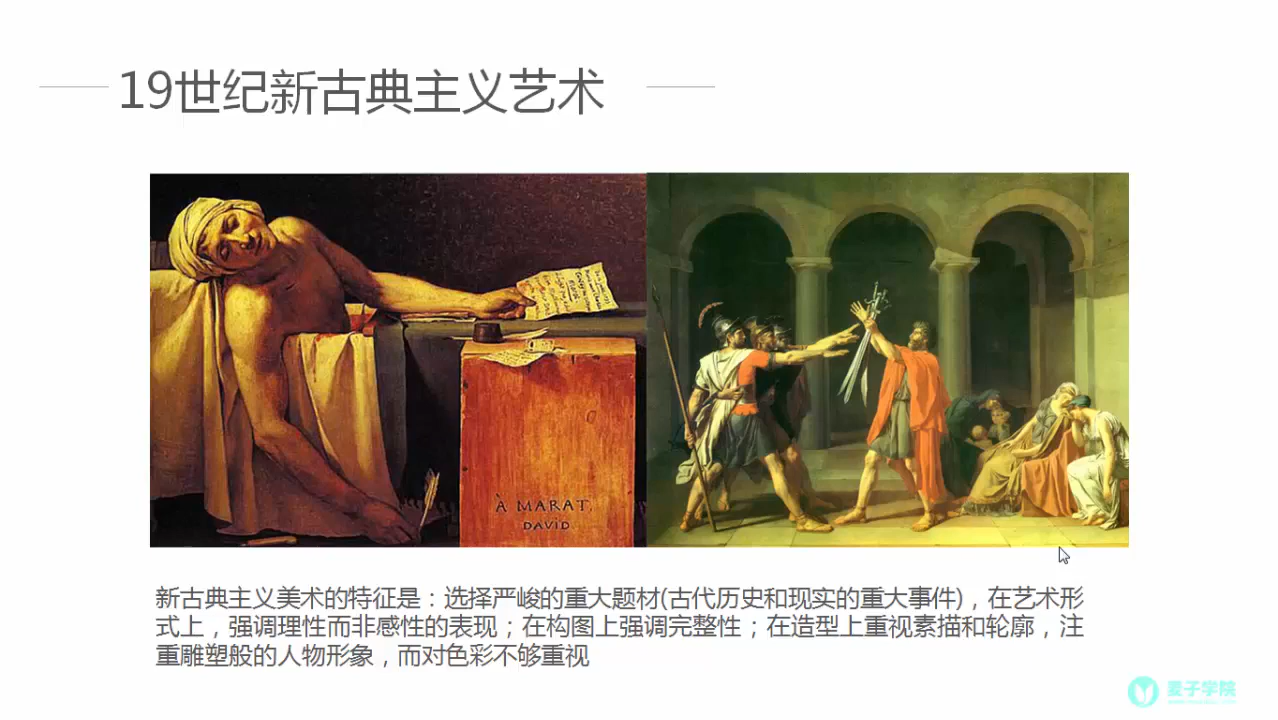 19世纪新古典主义艺术
À MARAT,
DAVID
新古典主义美术的特征是：选择严峻的重大题材(古代历史和现实的重大事件)，在艺术形
式上，强调理性而非感性的表现；在构图上强调完整性；在造型上重视素描和轮廓，注
重雕塑般的人物形象，而对色彩不够重视
麦子学院